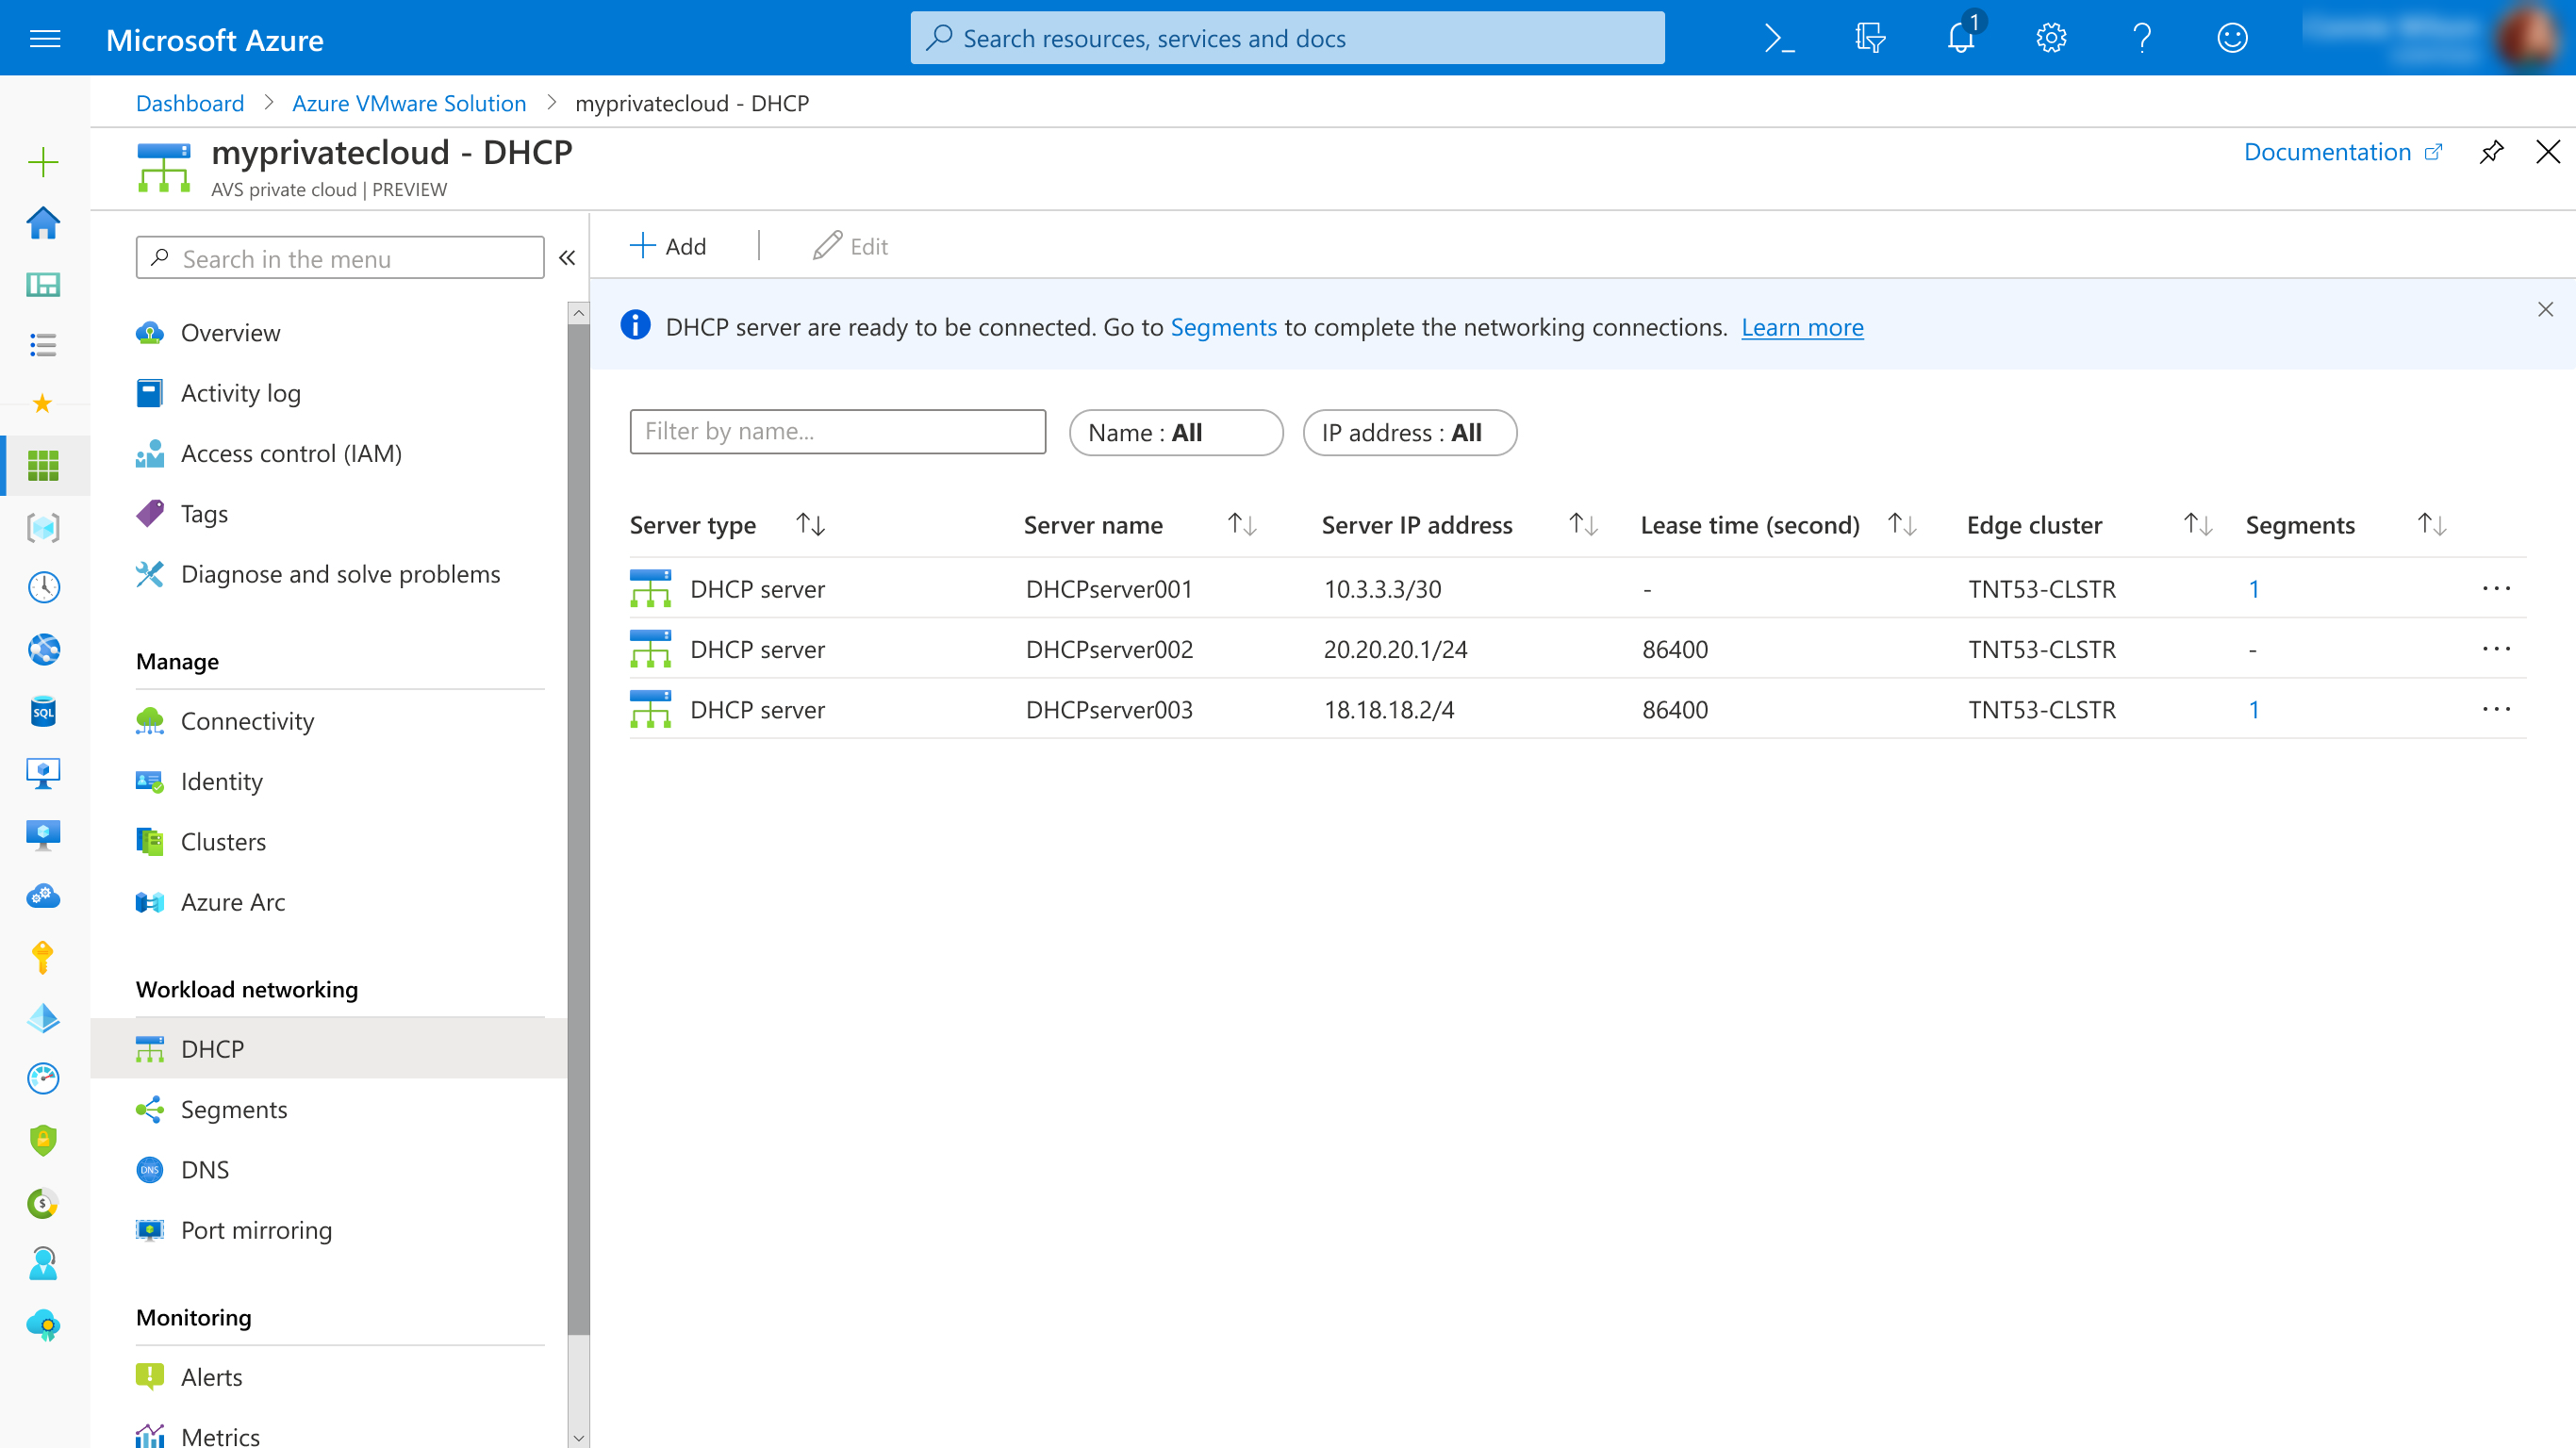 Microsoft Azure
Search resources, services and docs
1
Dashboard > Azure VMware Solution > myprivatecloud - DHCP
myprivatecloud - DHCP
AVS private cloud | PREVIEW
Documentation
Search in the menu
«
Add
Edit
DHCP server are ready to be connected. Go to Segments to complete the networking connections. Learn more
Overview
Activity log
Access control (IAM)
Tags
Diagnose and solve problems
Manage
Connectivity
Identity
Clusters
Azure Arc
Workload networking
DHCP
Segments
DNS
DNS
Port mirroring
Monitoring
Alerts
Metrics
SQL
Filter by name...
Name : All
IP address : All
Server type Server name Server IP address Lease time (second) Edge cluster Segments
DHCP server DHCPserver001 10.3.3.3/30 - TNT53-CLSTR 1 ...
DHCP server DHCPserver002 20.20.20.1/24 86400 TNT53-CLSTR - ...
DHCP server DHCPserver003 18.18.18.2/4 86400 TNT53-CLSTR 1 ...